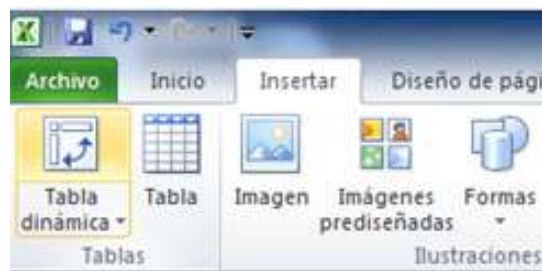 Archivo Inicio Insertar Diseño de pági
Tabla dinámica Tabla Imagen Imágenes prediseñadas Formas
Tablas Ilustraciones